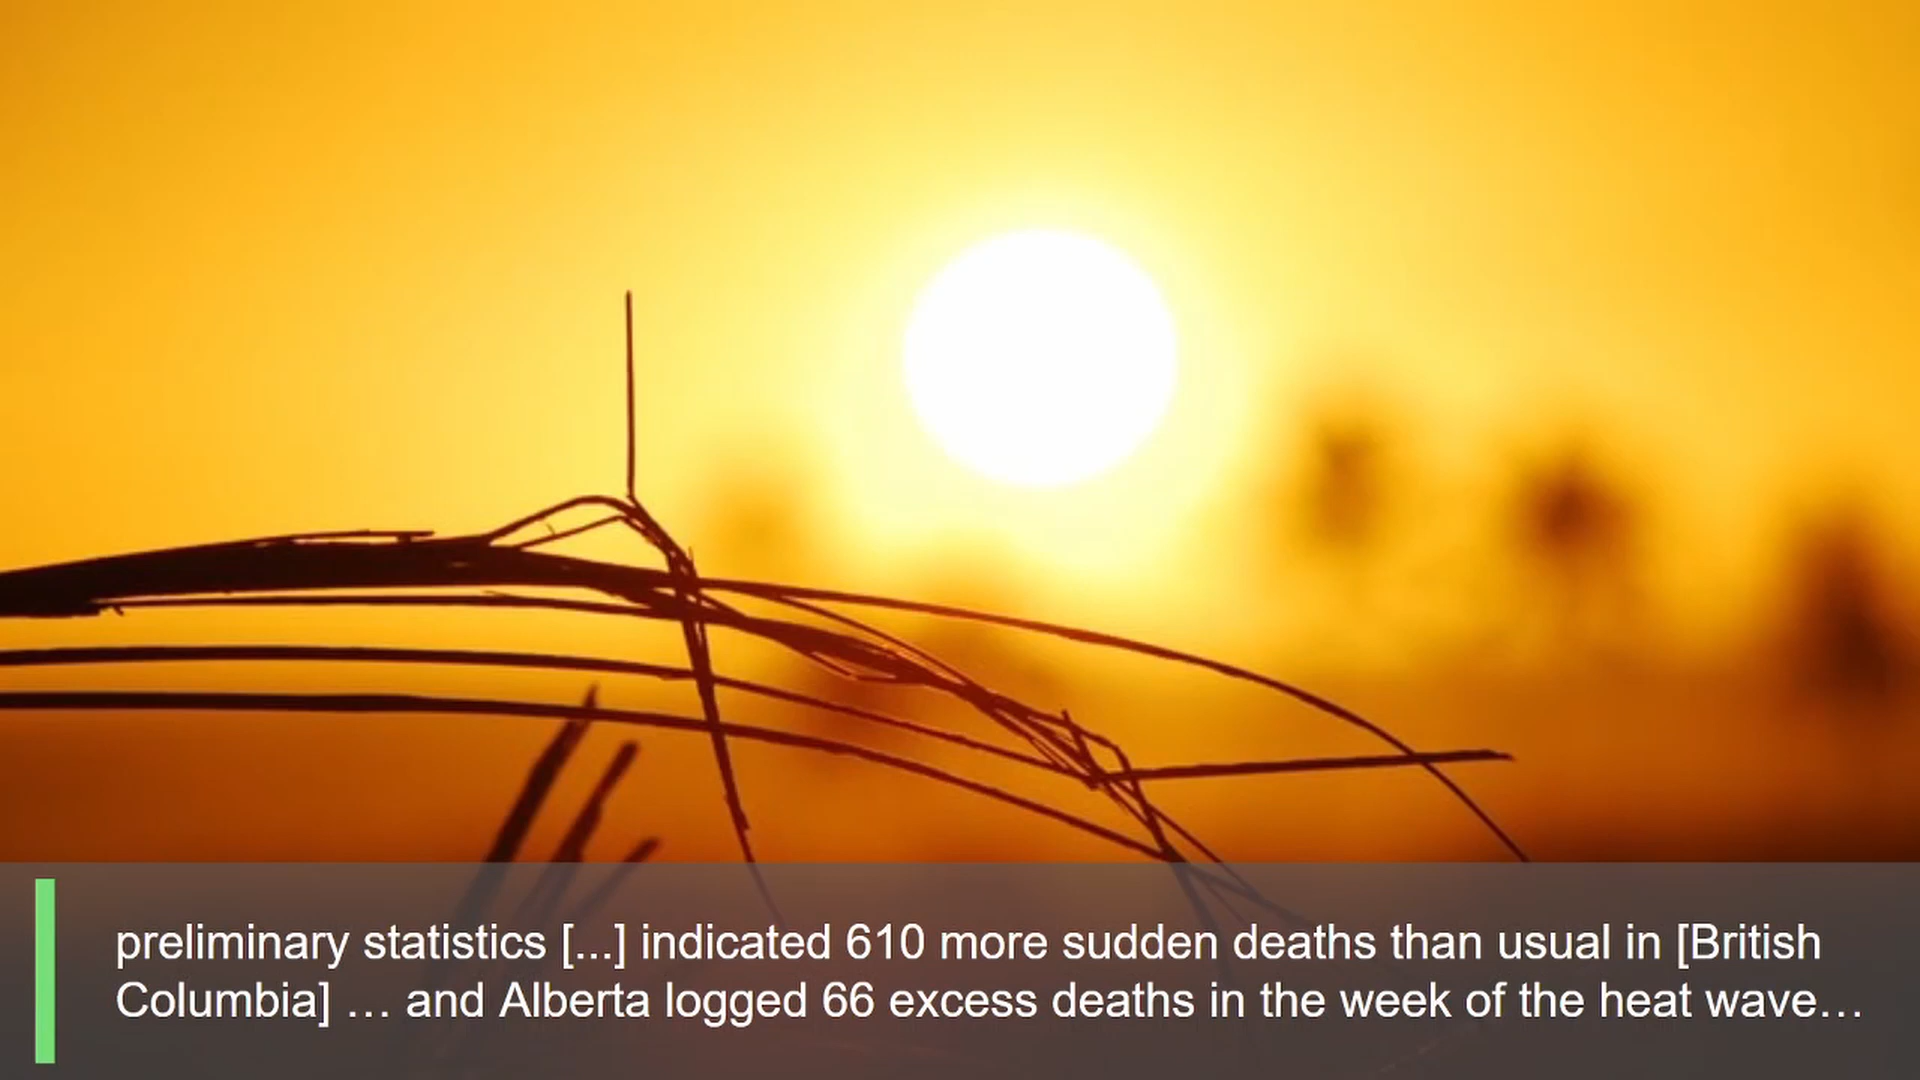 preliminary statistics [...] indicated 610 more sudden deaths than usual in [British
Columbia] … and Alberta logged 66 excess deaths in the week of the heat wave…